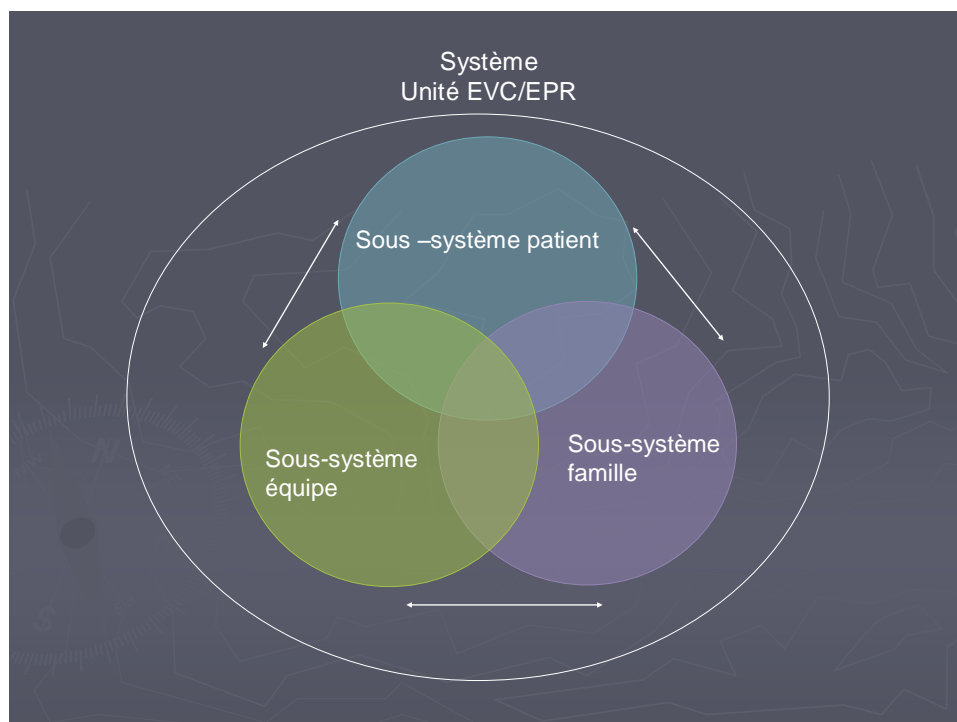 Système
Unité EVC/EPR
Sous –système patient
Sous-système
équipe
Sous-système
famille
N
S